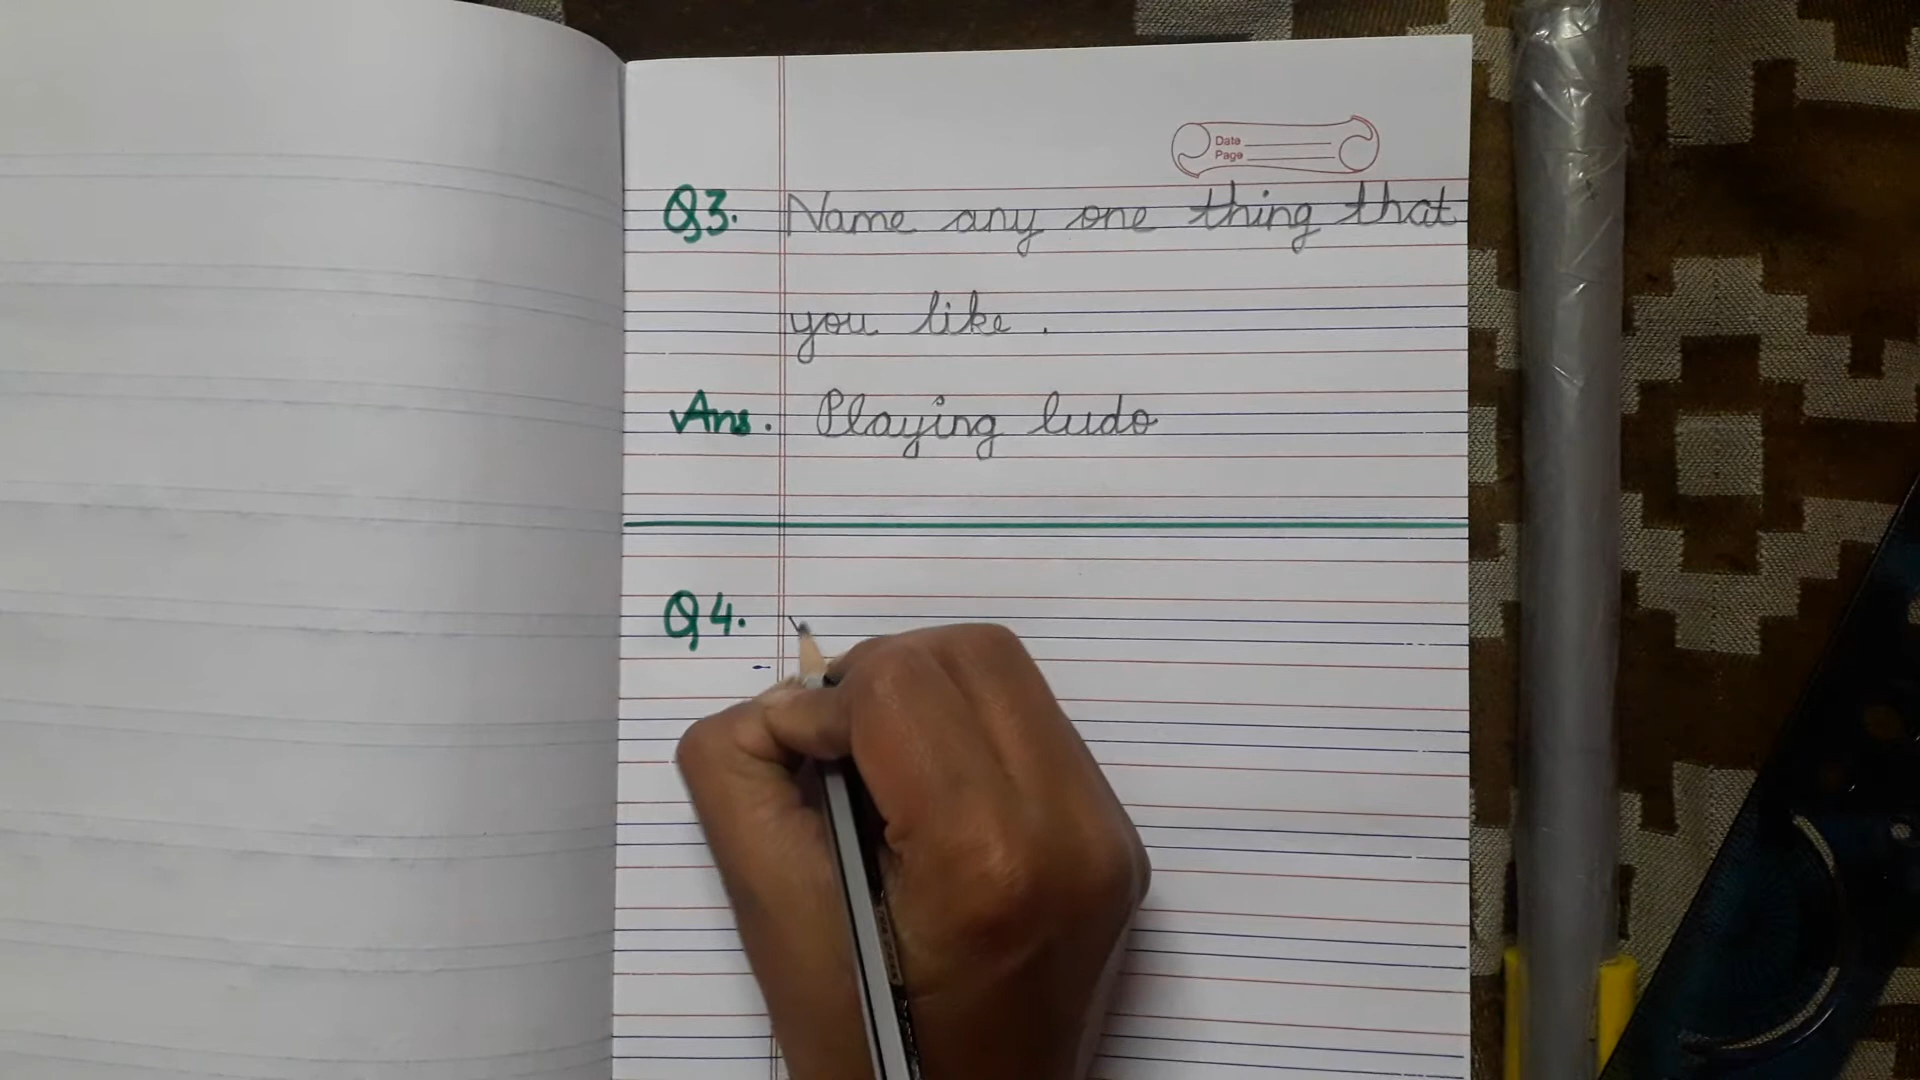 Date
Page
Q3. Name any one thing that
you like.
Ans. Playing ludo
Q4.